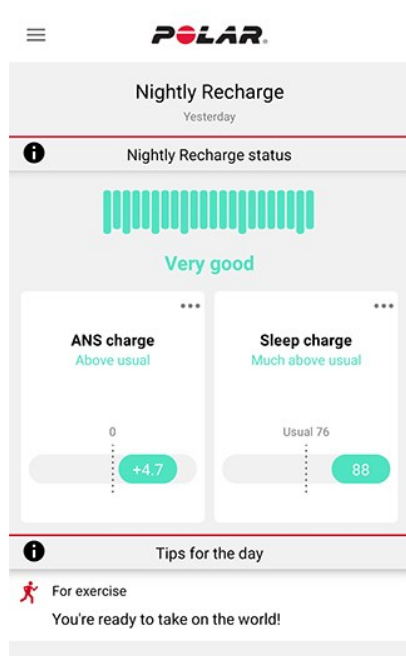 POLAR.
Nightly Recharge
Yesterday
Nightly Recharge status
Very good
ANS charge
Above usual
0
+4.7
Sleep charge
Much above usual
Usual 76
88
Tips for the day
For exercise
You're ready to take on the world!